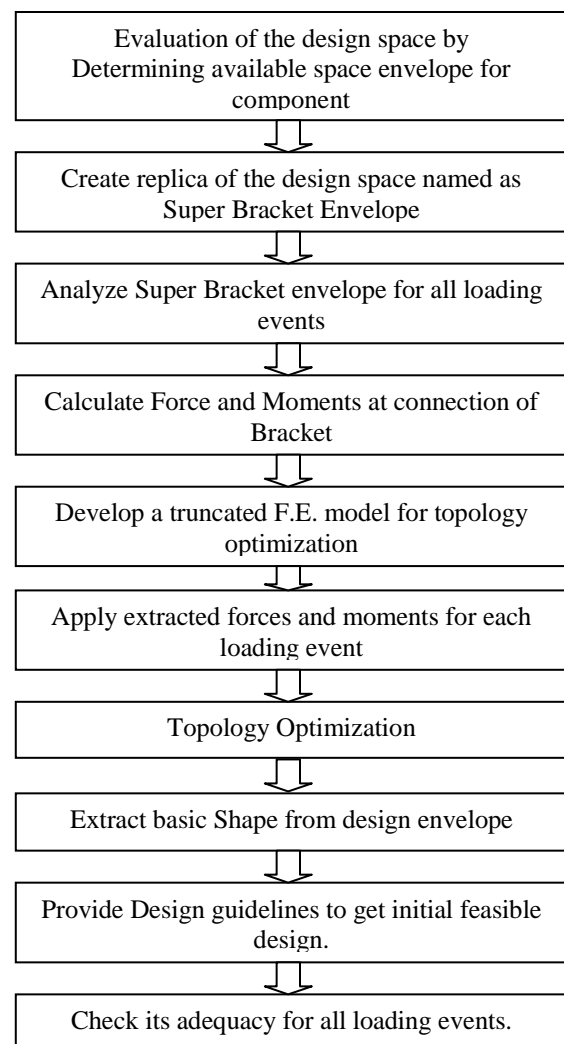 Evaluation of the design space by
Determining available space envelope for
component
Create replica of the design space named as
Super Bracket Envelope
Analyze Super Bracket envelope for all loading
events
Calculate Force and Moments at connection of
Bracket
Develop a truncated F.E. model for topology
optimization
Apply extracted forces and moments for each
loading event
Topology Optimization
Extract basic Shape from design envelope
Provide Design guidelines to get initial feasible
design.
Check its adequacy for all loading events.